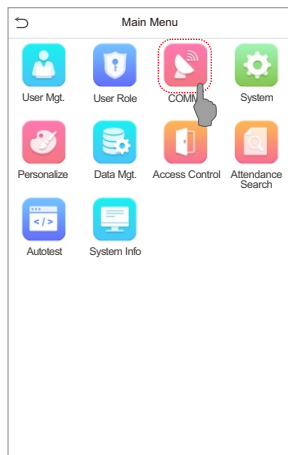 Main Menu
User Mgt.
User Role
COMM.
System
Personalize
Data Mgt.
Access Control
Attendance
Search
</>
Autotest
System Info